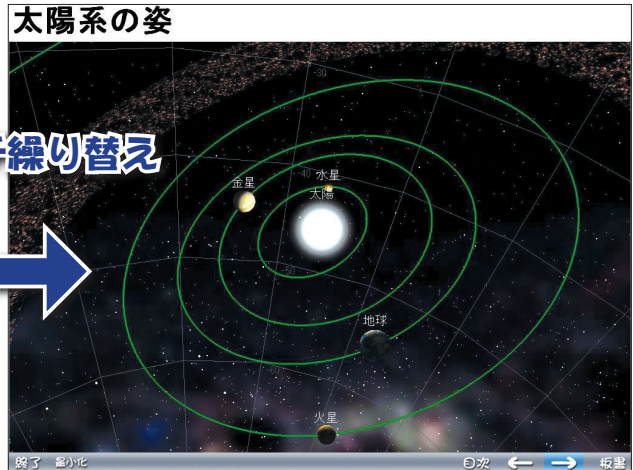 太陽系の姿
繰り替え
金星
水星
太陽
地球
火星
終了 最小化 目次 ← → 板書